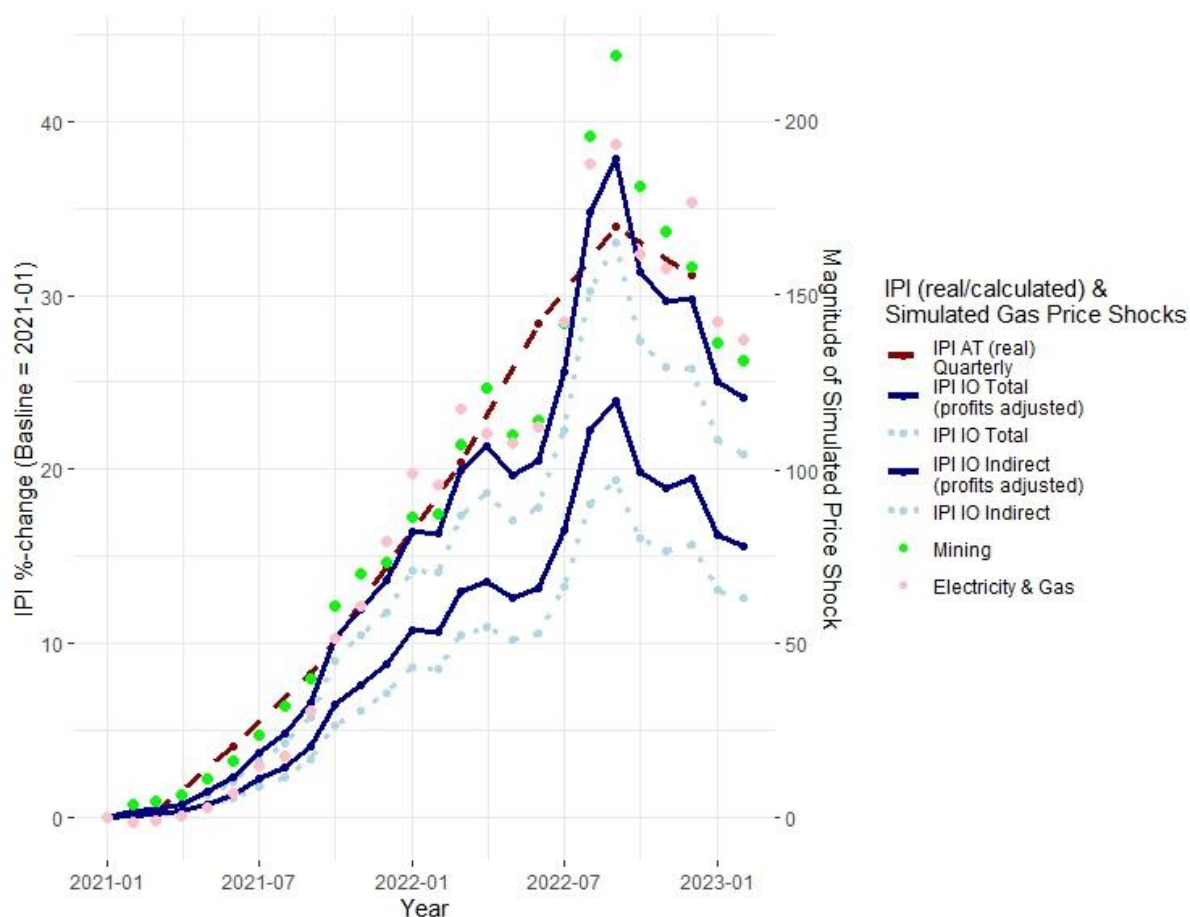 40
30
20
10
0
IPI %-change (Basline = 2021-01)
200
150
100
50
0
Magnitude of Simulated Price Shock
2021-01
2021-07
2022-01
2022-07
2023-01
Year
IPI (real/calculated) &
Simulated Gas Price Shocks
IPI AT (real)
Quarterly
IPI IO Total
(profits adjusted)
IPI IO Total
IPI IO Indirect
(profits adjusted)
IPI IO Indirect
Mining
Electricity & Gas